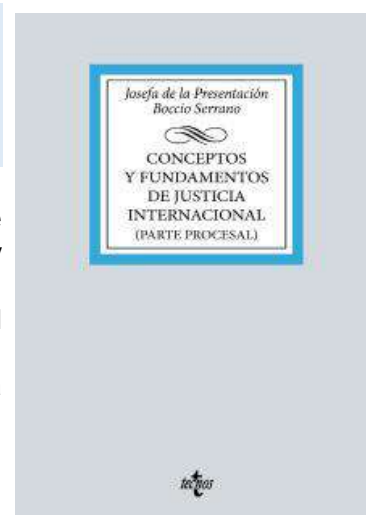 Josefa de la Presentación
Boccio Serrano
CONCEPTOS
Y FUNDAMENTOS
DE JUSTICIA
INTERNACIONAL
(PARTE PROCESAL)
tecnos